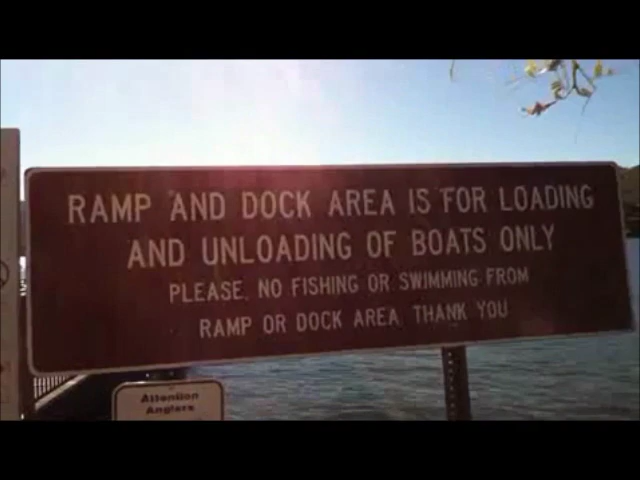 RAMP AND DOCK AREA IS FOR LOADING
AND UNLOADING OF BOATS ONLY
PLEASE, NO FISHING OR SWIMMING FROM
RAMP OR DOCK AREA. THANK YOU
Attention
Anglers